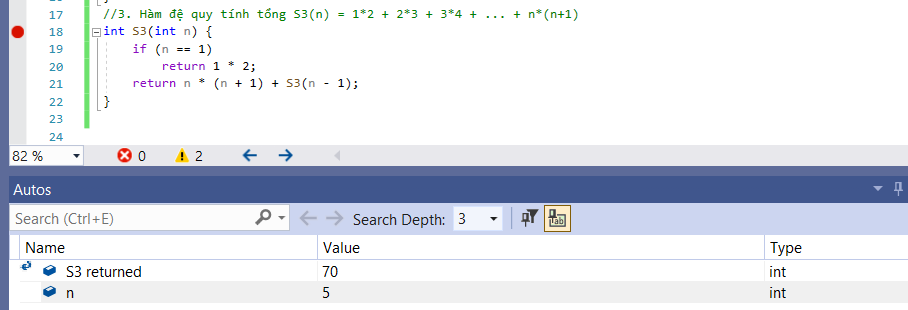 17 //3. Hàm đệ quy tính tổng S3(n) = 1*2 + 2*3 + 3*4 + ... + n*(n+1)
18 int S3(int n) {
19 if (n == 1)
20 return 1 * 2;
21 return n * (n + 1) + S3(n - 1);
22 }
23
24
82 % 0 2
Autos
Search (Ctrl+E) Search Depth: 3
Name Value Type
S3 returned 70 int
n 5 int